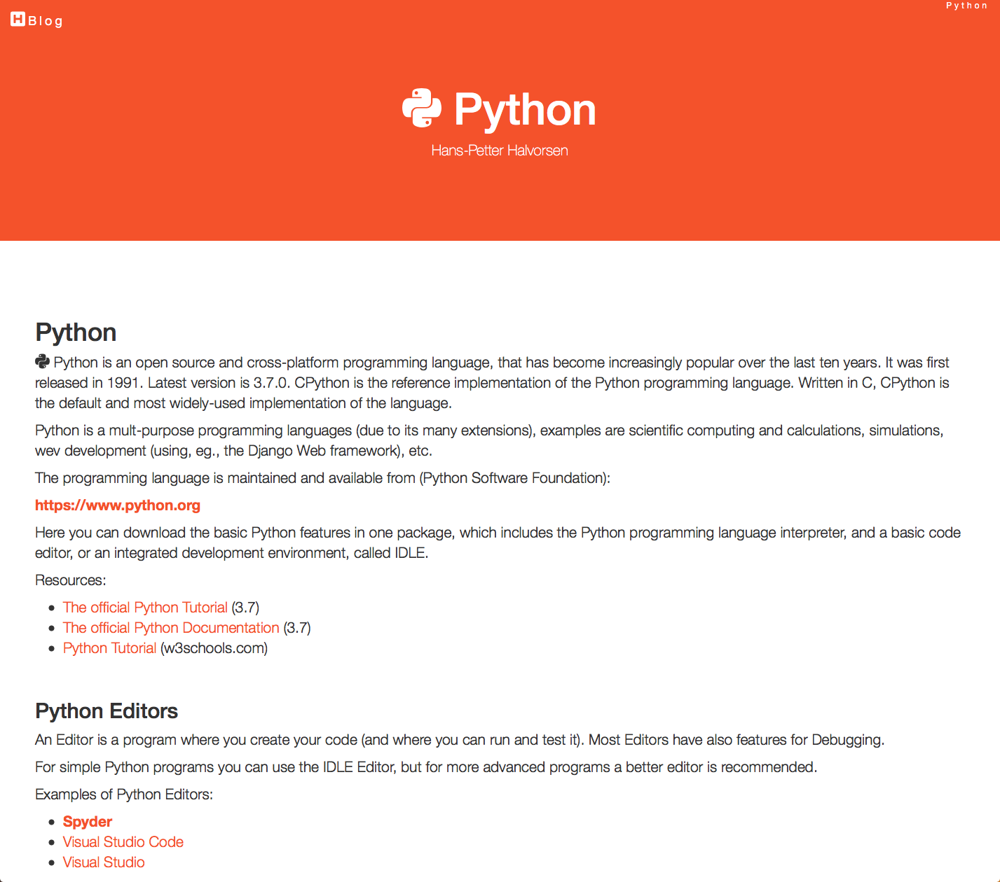 H Blog
Python
Python
Hans-Petter Halvorsen
Python
Python is an open source and cross-platform programming language, that has become increasingly popular over the last ten years. It was first
released in 1991. Latest version is 3.7.0. CPython is the reference implementation of the Python programming language. Written in C, CPython is
the default and most widely-used implementation of the language.
Python is a mult-purpose programming languages (due to its many extensions), examples are scientific computing and calculations, simulations,
wev development (using, eg., the Django Web framework), etc.
The programming language is maintained and available from (Python Software Foundation):
https://www.python.org
Here you can download the basic Python features in one package, which includes the Python programming language interpreter, and a basic code
editor, or an integrated development environment, called IDLE.
Resources:
The official Python Tutorial (3.7)
The official Python Documentation (3.7)
Python Tutorial (w3schools.com)
Python Editors
An Editor is a program where you create your code (and where you can run and test it). Most Editors have also features for Debugging.
For simple Python programs you can use the IDLE Editor, but for more advanced programs a better editor is recommended.
Examples of Python Editors:
Spyder
Visual Studio Code
Visual Studio